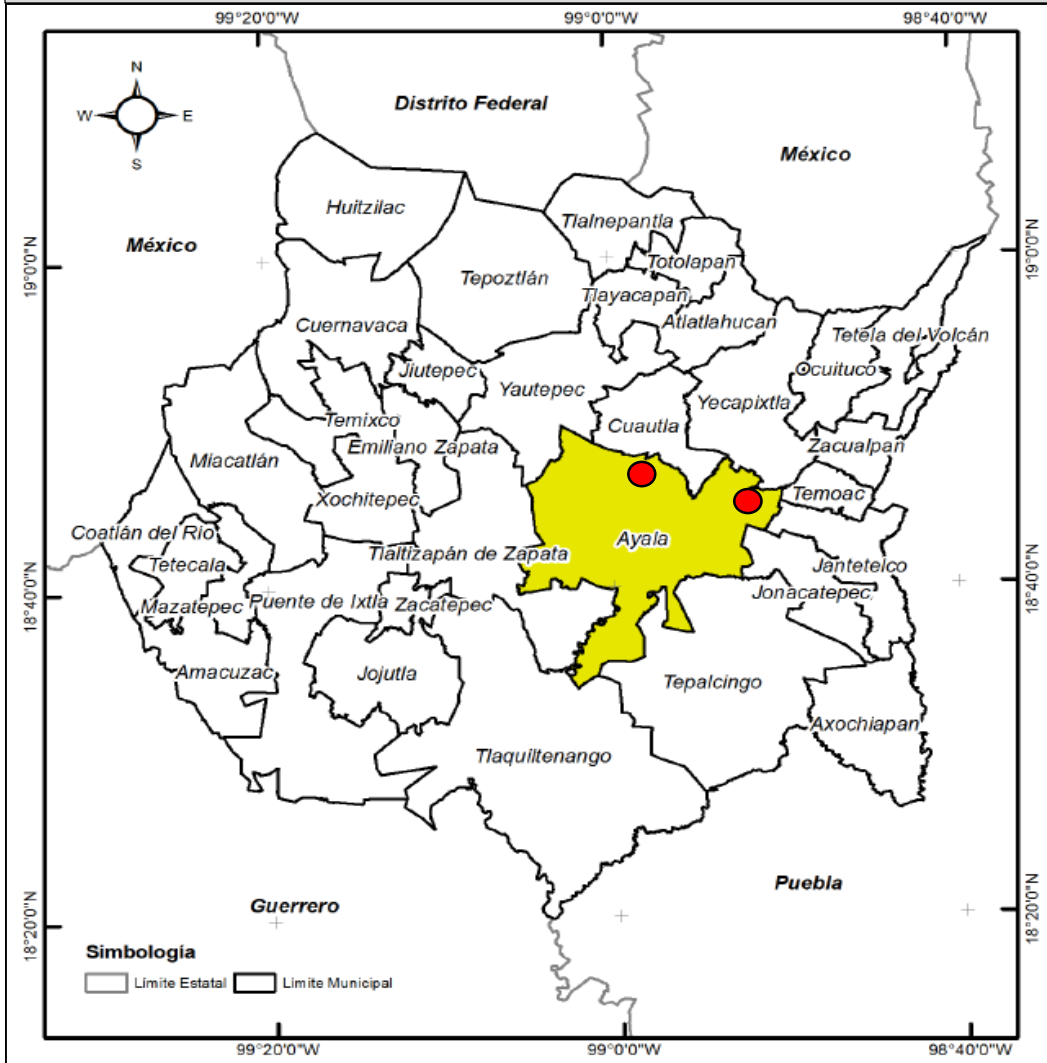 99°20'0"W
99°0'0"W
98°40'0"W
N
W
E
S
Distrito Federal
México
México
Huitzilac
Tlalnepantla
Totolapan
Tepoztlán
Tlayacapan
Atlatlahucan
Cuernavaca
Tetela del Volcán
Jiutepec
Ocuituco
Yautepec
Yecapixtla
Temixco
Cuautla
Emiliano Zapata
Zacualpan
Miacatlán
Xochitepec
Temoac
Coatlán del Río
Ayala
Tlaltizapán de Zapata
Tetecala
Jantetelco
Jonacatepec
Mazatepec
Puente de Ixtla
Zacatepec
Amacuzac
Jojutla
Tepalcingo
Axochiapan
Tlaquiltenango
Puebla
Guerrero
19°0'0"N
18°40'0"N
18°20'0"N
19°0'0"N
18°40'0"N
18°20'0"N
Simbología
Límite Estatal
Límite Municipal
99°20'0"W
99°0'0"W
98°40'0"W